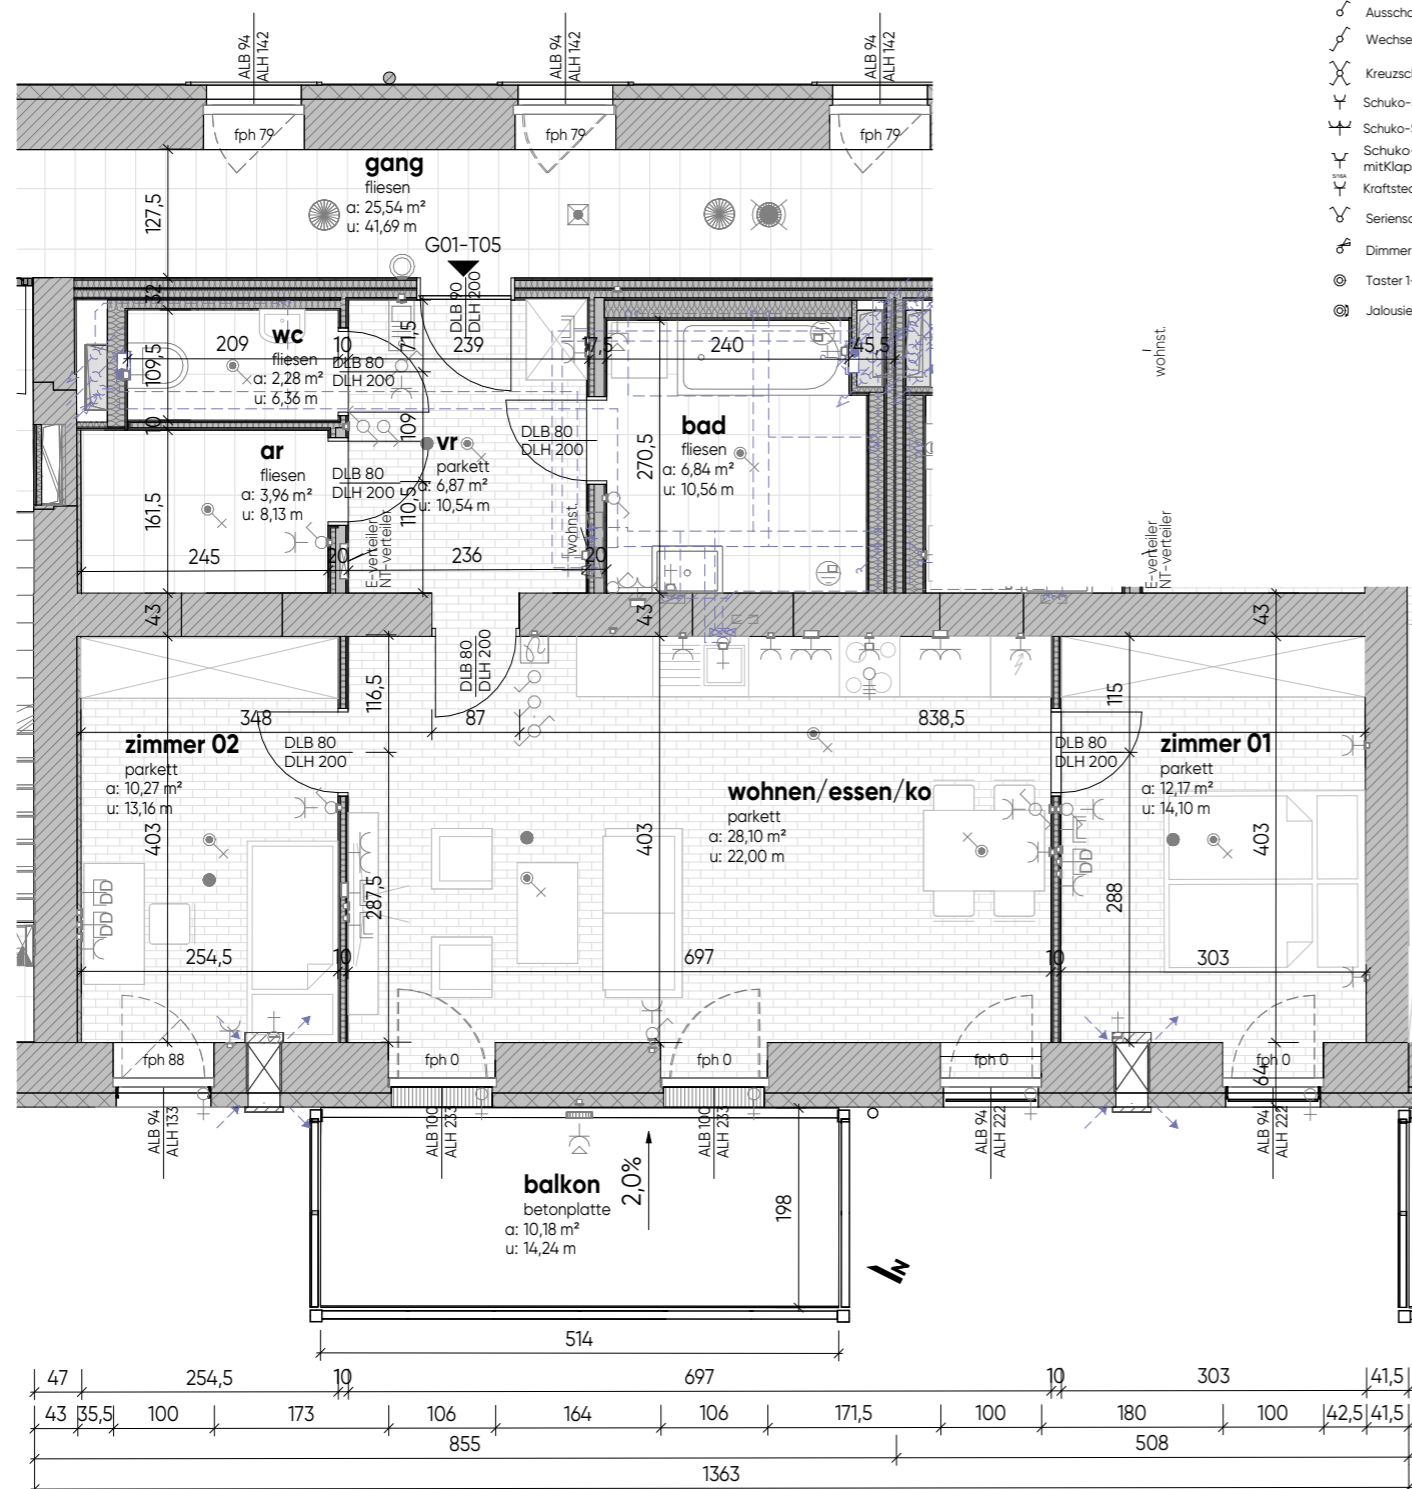 Wechse
Kreuzscl
Schuko-
Schuko-S
Schuko-
mitKlap
Kraftstec
Seriensc
Dimmer
Taster 1-
Jalousie
ALB 94
ALH 142
ALB 94
ALH 142
ALB 94
ALH 142
fph 79
fph 79
fph 79
gang
fliesen
a: 25,54 m²
u: 41,69 m
127,5
G01-T05
DLB 90
DLH 200
32
wc
fliesen
a: 2,28 m²
u: 6,36 m
209
10
71,5
239
17,5
240
45,5
109,5
DLB 80
DLH 200
10
109
wohnst.
ar
fliesen
a: 3,96 m²
u: 8,13 m
vr
parkett
a: 6,87 m²
u: 10,54 m
DLB 80
DLH 200
bad
fliesen
a: 6,84 m²
u: 10,56 m
270,5
DLB 80
DLH 200
161,5
110,5
245
20
E-verteiler
NT-verteiler
236
wohnst.
20
E-verteiler
NT-verteiler
43
43
43
DLB 80
DLH 200
116,5
115
348
87
838,5
zimmer 02
parkett
a: 10,27 m²
u: 13,16 m
DLB 80
DLH 200
wohnen/essen/ko
parkett
a: 28,10 m²
u: 22,00 m
DLB 80
DLH 200
zimmer 01
parkett
a: 12,17 m²
u: 14,10 m
403
403
403
287,5
288
254,5
10
697
10
303
fph 88
fph 0
fph 0
fph 0
fph 0
64
ALB 94
ALH 133
ALB 100
ALH 233
ALB 100
ALH 233
ALB 94
ALH 222
ALB 94
ALH 222
balkon
betonplatte
a: 10,18 m²
u: 14,24 m
2,0%
198
N
514
47 254,5 10 697 10 303 41,5
43 35,5 100 173 106 164 106 171,5 100 180 100 42,5 41,5
855 508
1363